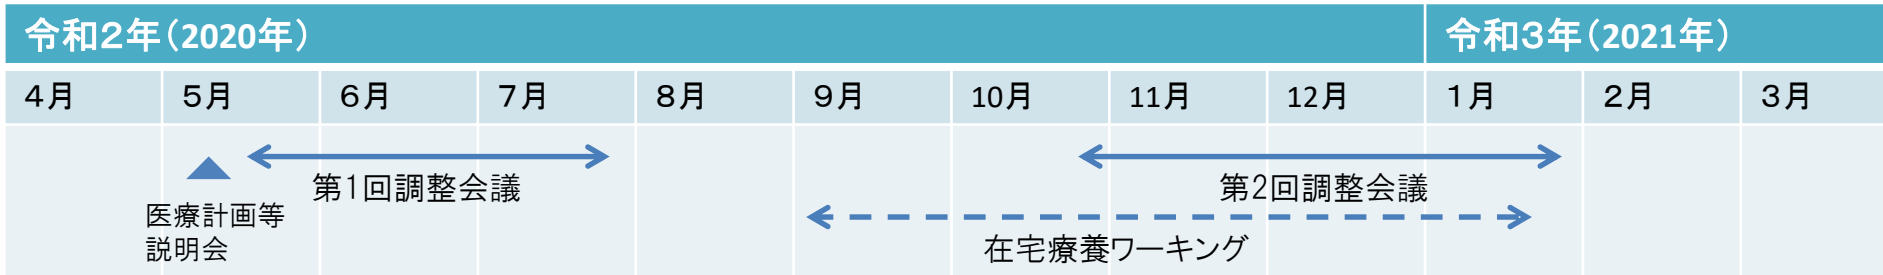 令和２年（2020年）
令和３年（2021年）
４月
５月
６月
７月
８月
９月
10月
11月
12月
１月
２月
３月
第1回調整会議
第2回調整会議
医療計画等
説明会
在宅療養ワーキング